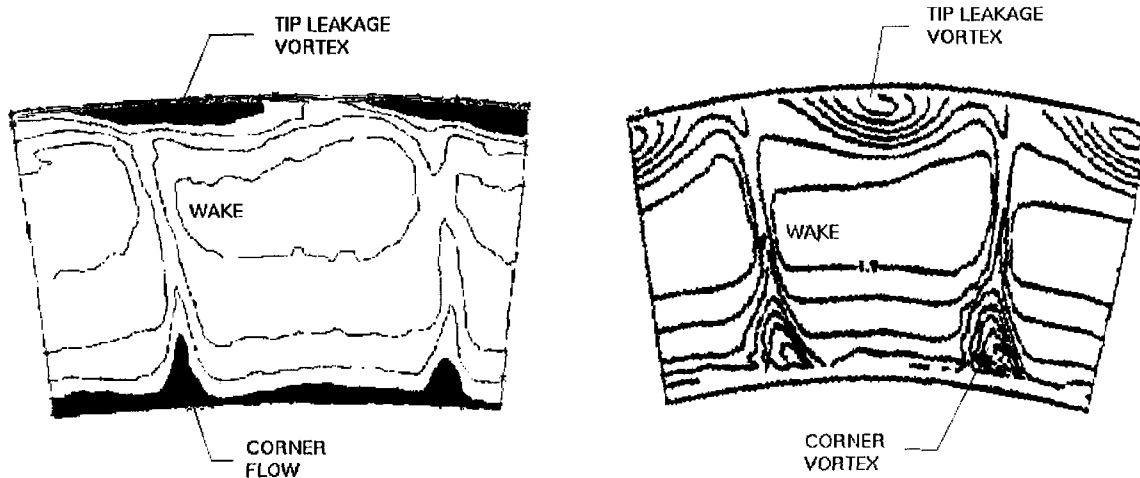 TIP LEAKAGE
VORTEX
WAKE
CORNER
FLOW
TIP LEAKAGE
VORTEX
WAKE
CORNER
VORTEX